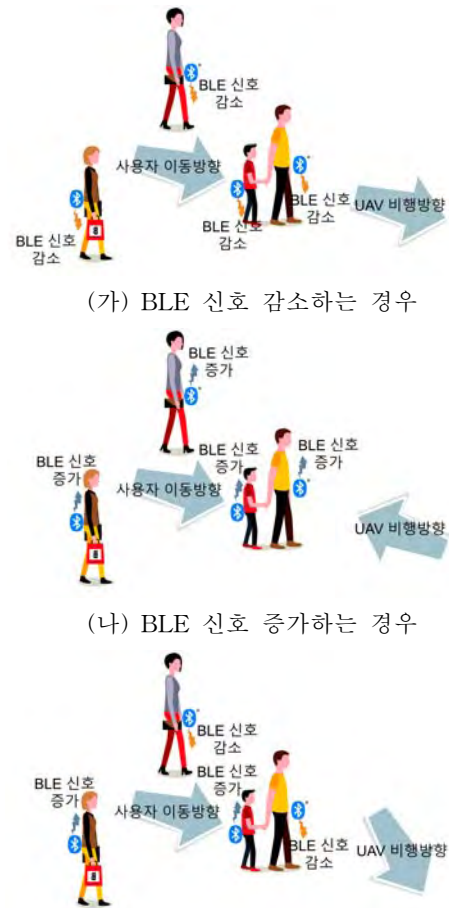 BLE 신호
감소
사용자 이동방향
BLE 신호
감소
BLE 신호
감소
BLE 신호
감소
UAV 비행방향
(가) BLE 신호 감소하는 경우
BLE 신호
증가
BLE 신호
증가
사용자 이동방향
BLE 신호
증가
BLE 신호
증가
UAV 비행방향
(나) BLE 신호 증가하는 경우
BLE 신호
감소
BLE 신호
증가
사용자 이동방향
BLE 신호
증가
BLE 신호
감소
UAV 비행방향